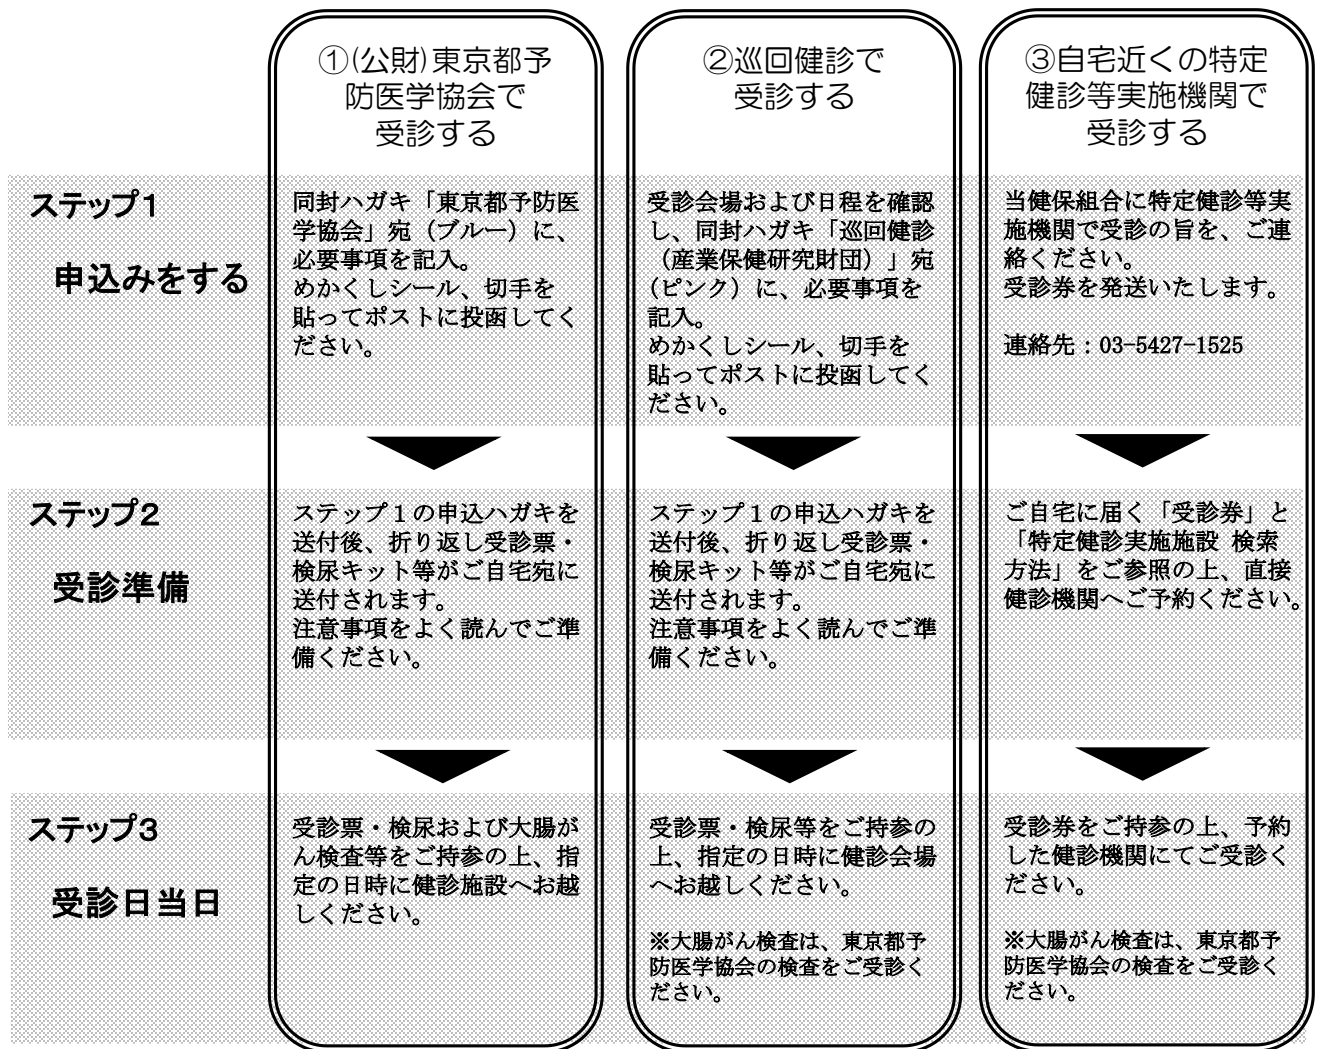 ①(公財)東京都予
防医学協会で
受診する
②巡回健診で
受診する
③自宅近くの特定
健診等実施機関で
受診する
ステップ1
申込みをする
同封ハガキ「東京都予防医
学協会」宛（ブルー）に、
必要事項を記入。
めかくしシール、切手を
貼ってポストに投函してく
ださい。
受診会場および日程を確認
し、同封ハガキ「巡回健診
（産業保健研究財団）」宛
(ピンク）に、必要事項を
記入。
めかくしシール、切手を
貼ってポストに投函してく
ださい。
当健保組合に特定健診等実
施機関で受診の旨を、ご連
絡ください。
受診券を発送いたします。
連絡先：03-5427-1525
ステップ2
受診準備
ステップ１の申込ハガキを
送付後、折り返し受診票・
検尿キット等がご自宅宛に
送付されます。
注意事項をよく読んでご準
備ください。
ステップ１の申込ハガキを
送付後、折り返し受診票・
検尿キット等がご自宅宛に
送付されます。
注意事項をよく読んでご準
備ください。
ご自宅に届く「受診券」と
「特定健診実施施設 検索
方法」をご参照の上、直接
健診機関へご予約ください。
ステップ3
受診日当日
受診票・検尿および大腸が
ん検査等をご持参の上、指
定の日時に健診施設へお越
しください。
受診票・検尿等をご持参の
上、指定の日時に健診会場
へお越しください。
※大腸がん検査は、東京都予
防医学協会の検査をご受診く
ださい。
受診券をご持参の上、予約
した健診機関にてご受診く
ださい。
※大腸がん検査は、東京都予
防医学協会の検査をご受診く
ださい。